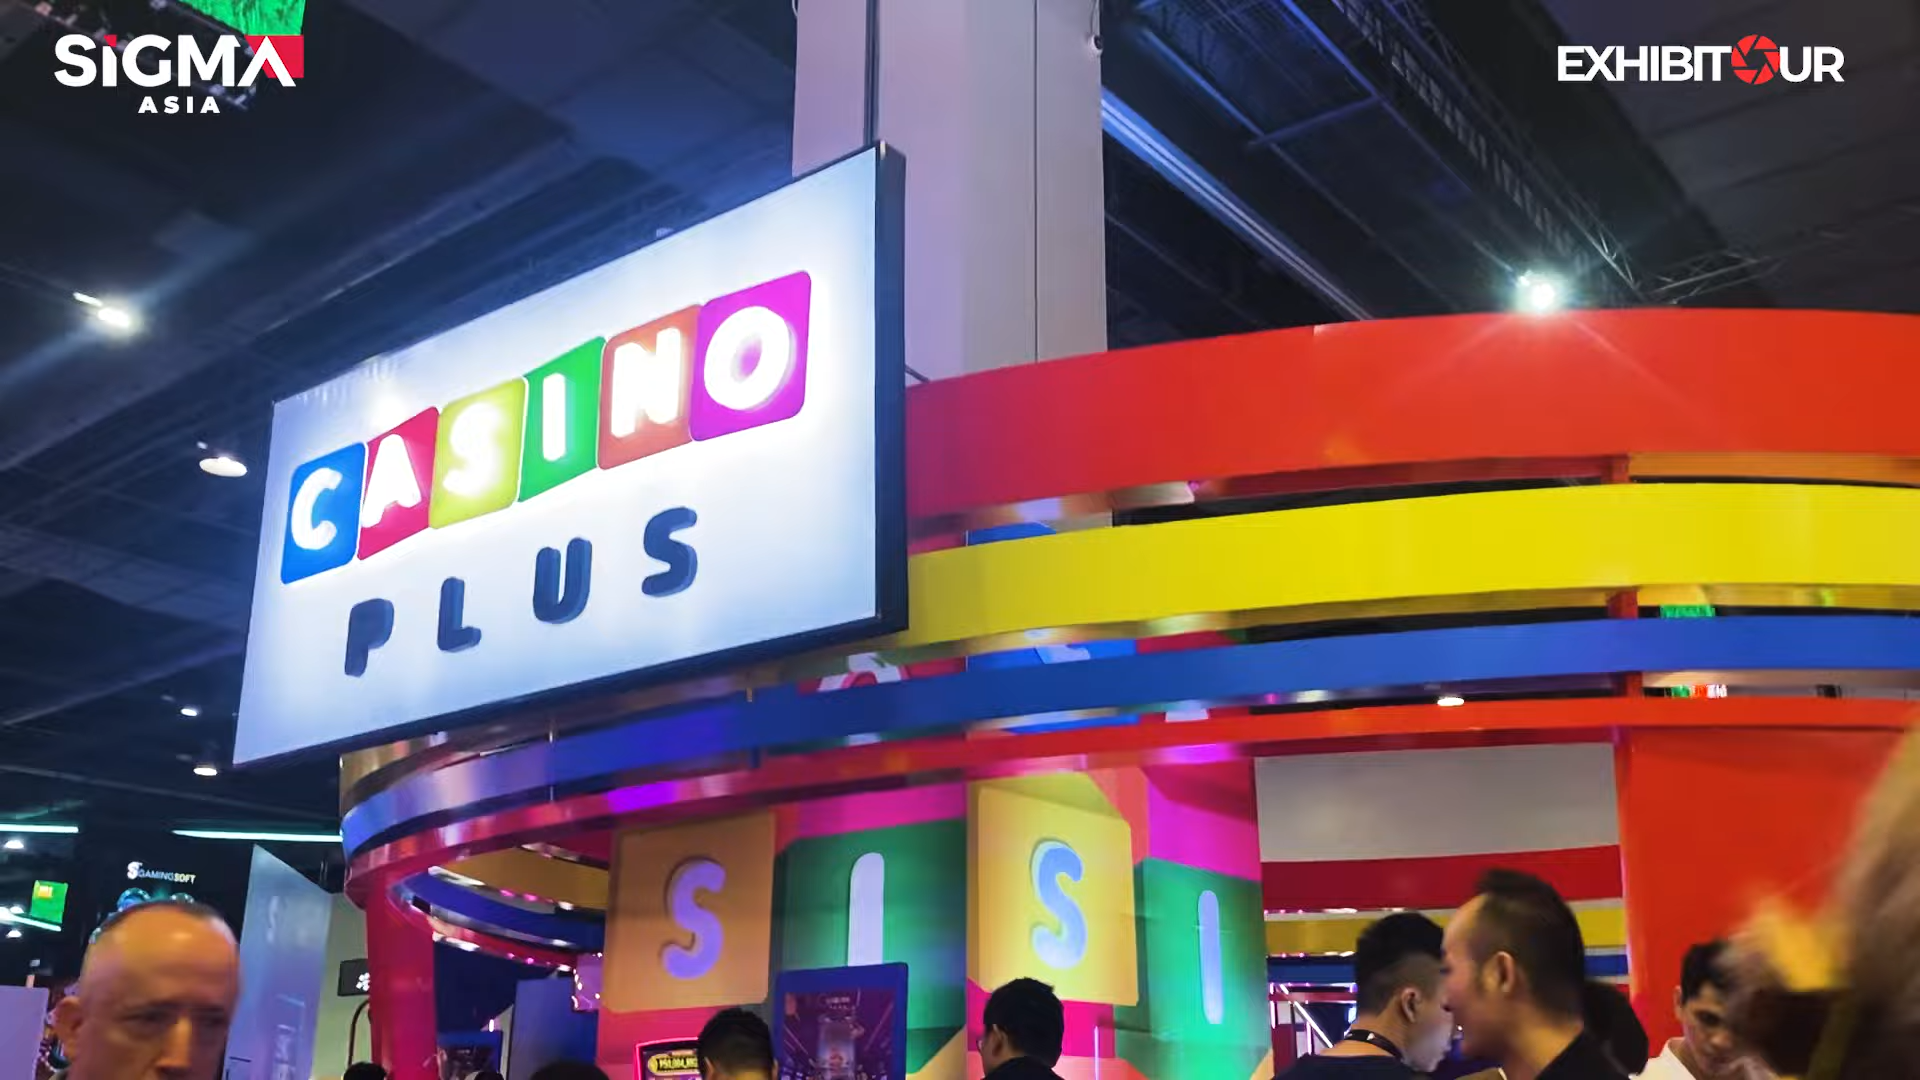 SiGMA
ASIA
EXHIBITOUR
CASINO
PLUS
GAMINGSOFT
S I S I